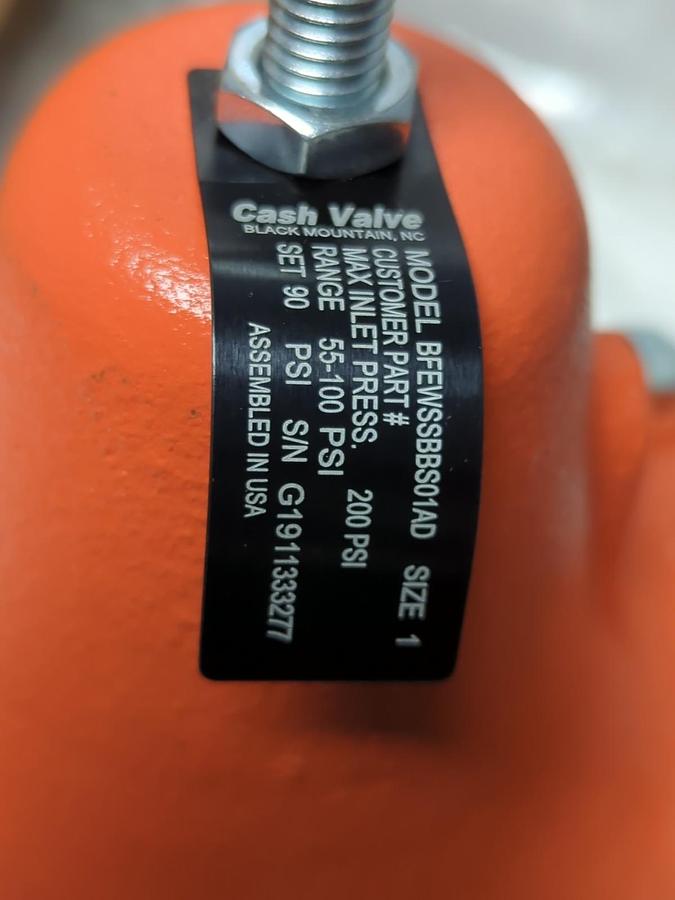 Cash Valve
BLACK MOUNTAIN, NC
MODEL BFEWSSBBS01AD SIZE 1
CUSTOMER PART #
MAX INLET PRESS. 200 PSI
RANGE 55-100 PSI
SET 90 PSI S/N G1911333277
ASSEMBLED IN USA